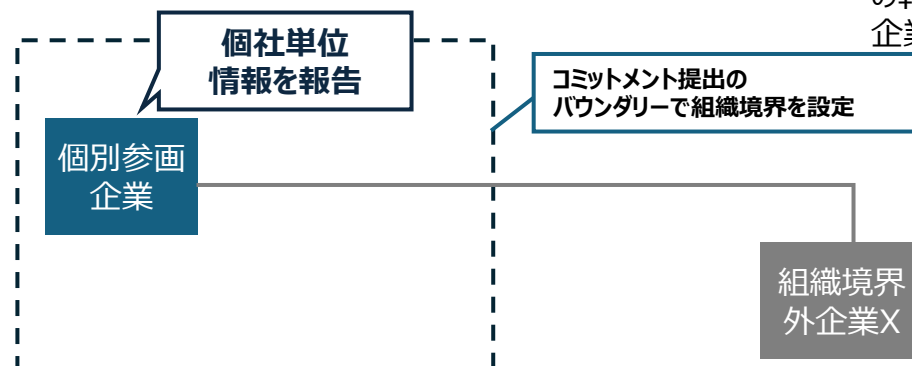 個社単位
情報を報告
企業
コミットメント提出の
バウンダリーで組織境界を設定
個別参画
企業
組織境界
外企業X